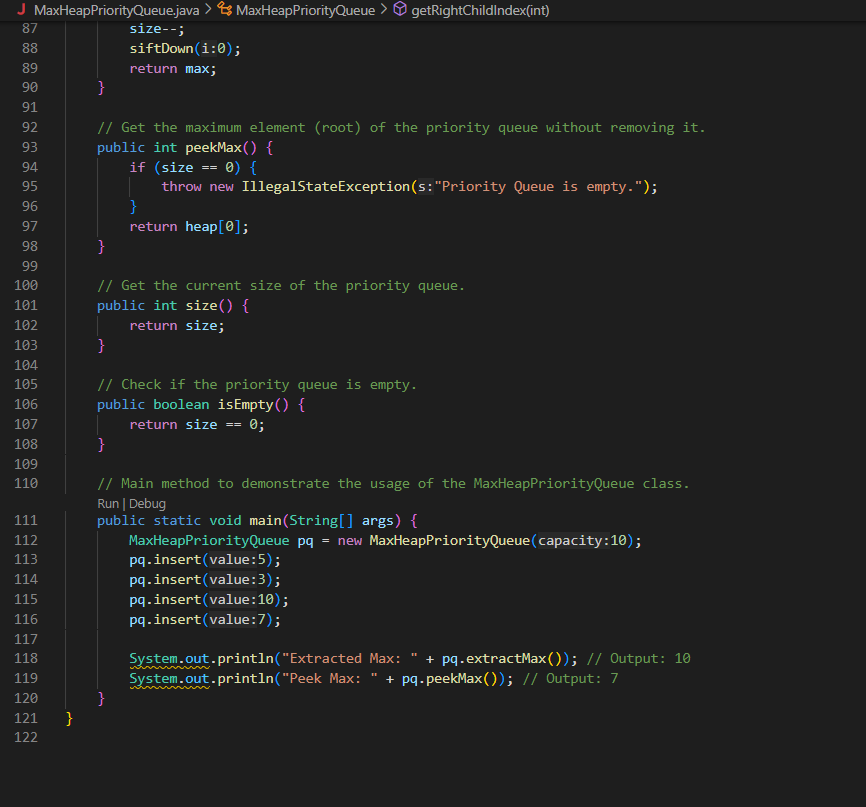 J MaxHeapPriorityQueue.java > MaxHeapPriorityQueue > getRightChildIndex(int)
87 size--;
88 siftDown(i:0);
89 return max;
90 }
91
92 // Get the maximum element (root) of the priority queue without removing it.
93 public int peekMax() {
94 if (size == 0) {
95 throw new IllegalStateException(s:"Priority Queue is empty.");
96 }
97 return heap[0];
98 }
99
100 // Get the current size of the priority queue.
101 public int size() {
102 return size;
103 }
104
105 // Check if the priority queue is empty.
106 public boolean isEmpty() {
107 return size == 0;
108 }
109
110 // Main method to demonstrate the usage of the MaxHeapPriorityQueue class.
Run | Debug
111 public static void main(String[] args) {
112 MaxHeapPriorityQueue pq = new MaxHeapPriorityQueue(capacity:10);
113 pq.insert(value:5);
114 pq.insert(value:3);
115 pq.insert(value:10);
116 pq.insert(value:7);
117
118 System.out.println("Extracted Max: " + pq.extractMax()); // Output: 10
119 System.out.println("Peek Max: " + pq.peekMax()); // Output: 7
120 }
121 }
122